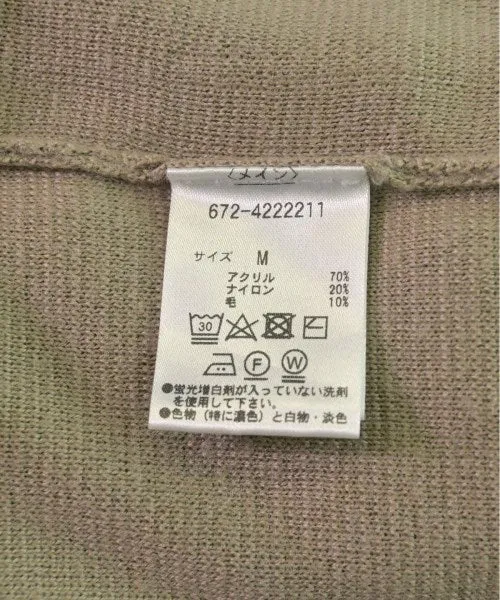 〈メイン〉
672-4222211
サイズ M
アクリル 70%
ナイロン 20%
毛 10%
30
F W
●蛍光増白剤が入っていない洗剤
を使用して下さい。
●色物(特に濃色)と白物・淡色